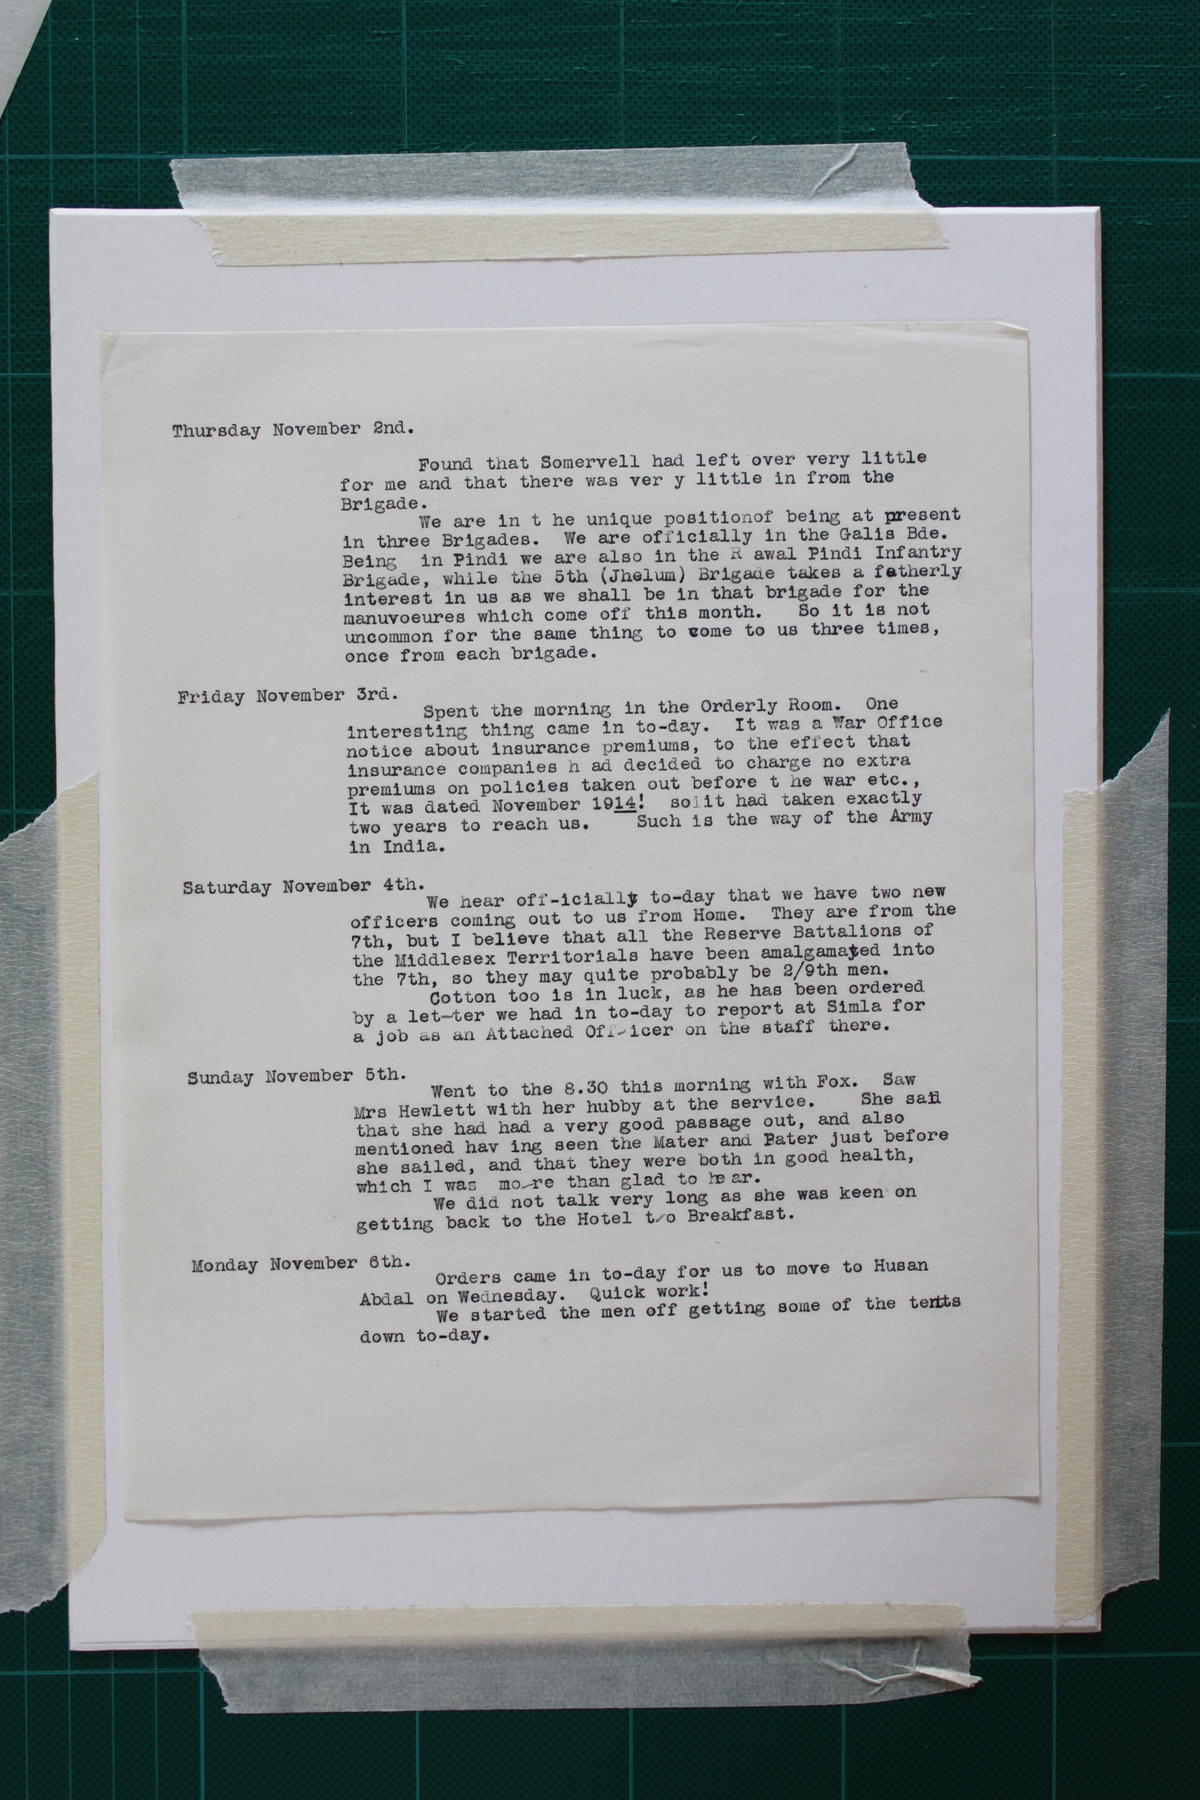 Thursday November 2nd.
Found that Somervell had left over very little
for me and that there was ver y little in from the
Brigade.
We are in t he unique positionof being at present
in three Brigades. We are officially in the Galis Bde.
Being in Pindi we are also in the R awal Pindi Infantry
Brigade, while the 5th (Jhelum) Brigade takes a fatherly
interest in us as we shall be in that brigade for the
manuvoeures which come off this month. So it is not
uncommon for the same thing to come to us three times,
once from each brigade.
Friday November 3rd.
Spent the morning in the Orderly Room. One
interesting thing came in to-day. It was a War Office
notice about insurance premiums, to the effect that
insurance companies h ad decided to charge no extra
premiums on policies taken out before t he war etc.,
It was dated November 1914! so it had taken exactly
two years to reach us. Such is the way of the Army
in India.
Saturday November 4th.
We hear off-icially to-day that we have two new
officers coming out to us from Home. They are from the
7th, but I believe that all the Reserve Battalions of
the Middlesex Territorials have been amalgamated into
the 7th, so they may quite probably be 2/9th men.
Cotton too is in luck, as he has been ordered
by a let-ter we had in to-day to report at Simla for
a job as an Attached Off-icer on the staff there.
Sunday November 5th.
Went to the 8.30 this morning with Fox. Saw
Mrs Hewlett with her hubby at the service. She said
that she had had a very good passage out, and also
mentioned hav ing seen the Mater and Pater just before
she sailed, and that they were both in good health,
which I was mo-re than glad to hear.
We did not talk very long as she was keen on
getting back to the Hotel to Breakfast.
Monday November 6th.
Orders came in to-day for us to move to Husan
Abdal on Wednesday. Quick work!
We started the men off getting some of the tents
down to-day.